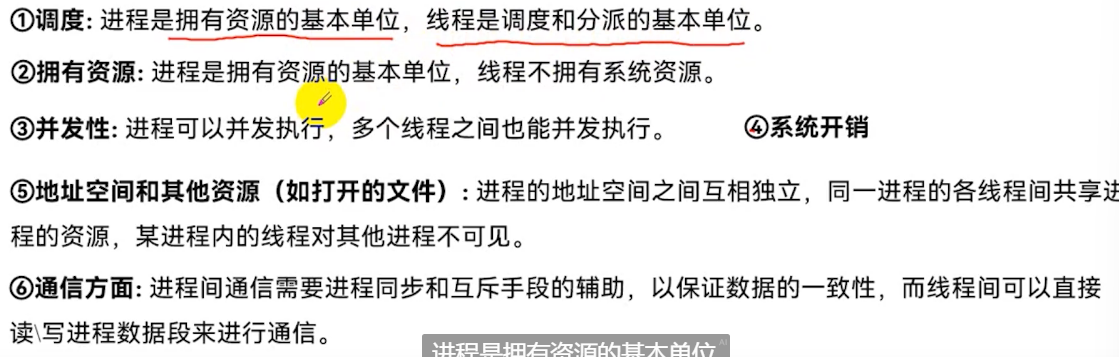 ①调度: 进程是拥有资源的基本单位，线程是调度和分派的基本单位。
②拥有资源: 进程是拥有资源的基本单位，线程不拥有系统资源。
③并发性: 进程可以并发执行，多个线程之间也能并发执行。 ④系统开销
⑤地址空间和其他资源（如打开的文件）: 进程的地址空间之间互相独立，同一进程的各线程间共享进
程的资源，某进程内的线程对其他进程不可见。
⑥通信方面: 进程间通信需要进程同步和互斥手段的辅助，以保证数据的一致性，而线程间可以直接
读\写进程数据段来进行通信。
进程是拥有资源的基本单位
AI